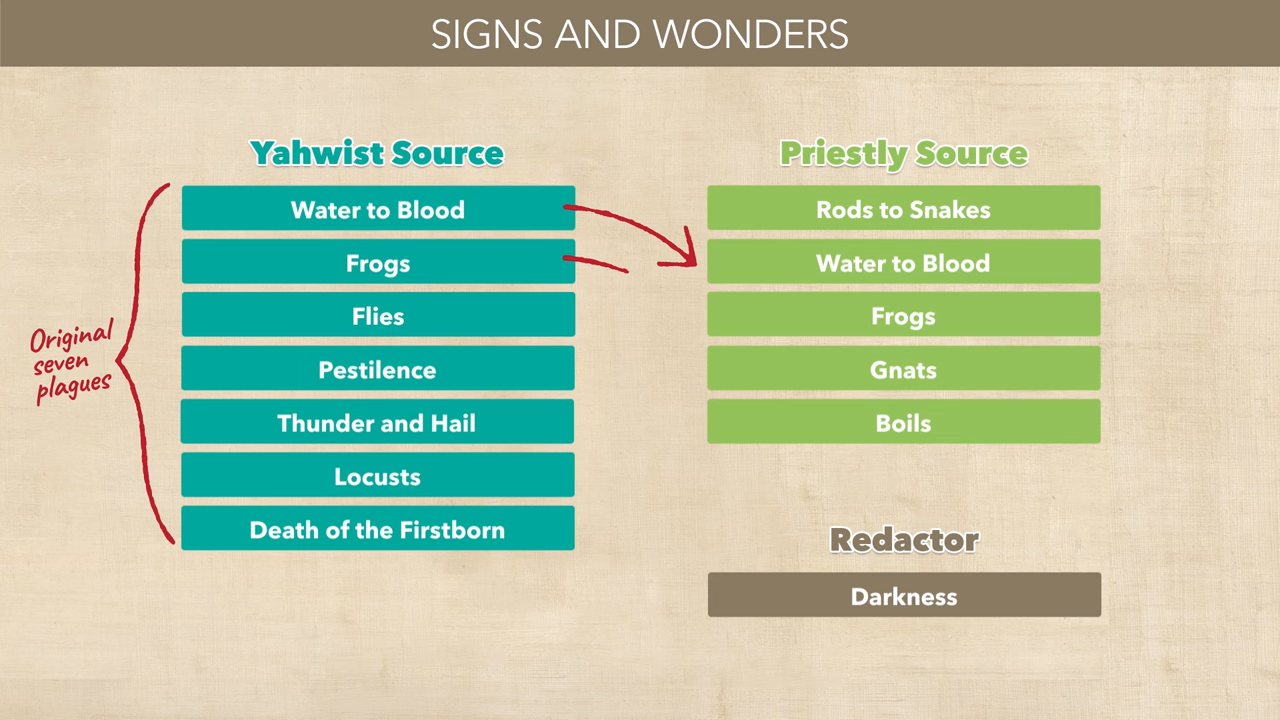 SIGNS AND WONDERS
Yahwist Source
Water to Blood
Frogs
Flies
Pestilence
Thunder and Hail
Locusts
Death of the Firstborn
Original
seven
plagues
Priestly Source
Rods to Snakes
Water to Blood
Frogs
Gnats
Boils
Redactor
Darkness